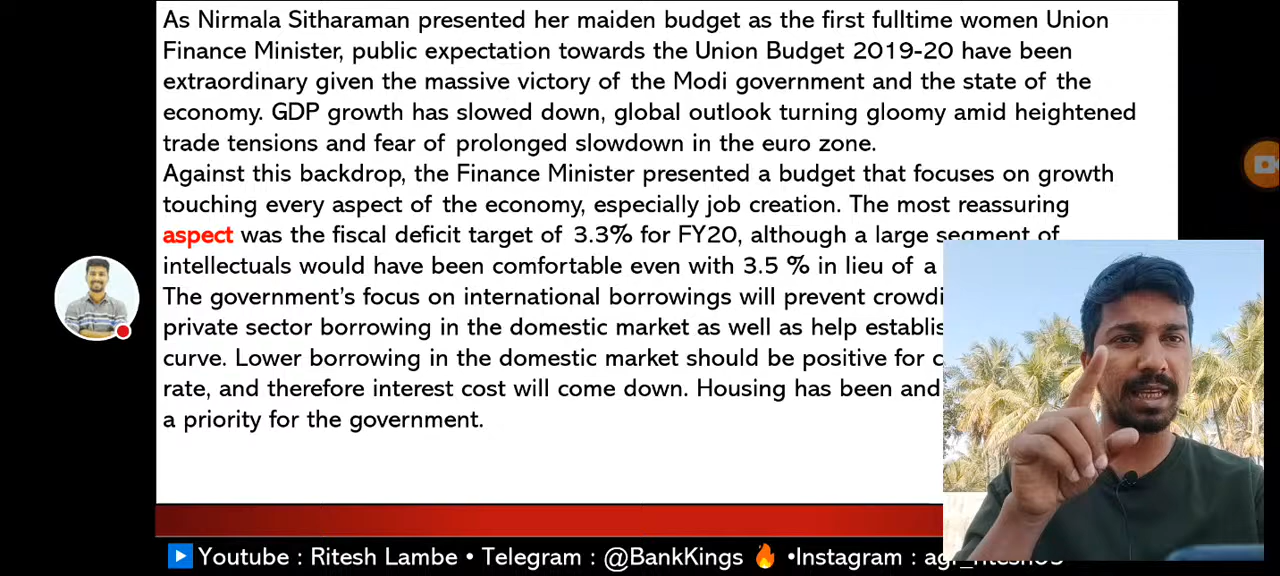 As Nirmala Sitharaman presented her maiden budget as the first fulltime women Union
Finance Minister, public expectation towards the Union Budget 2019-20 have been
extraordinary given the massive victory of the Modi government and the state of the
economy. GDP growth has slowed down, global outlook turning gloomy amid heightened
trade tensions and fear of prolonged slowdown in the euro zone.
Against this backdrop, the Finance Minister presented a budget that focuses on growth
touching every aspect of the economy, especially job creation. The most reassuring
aspect was the fiscal deficit target of 3.3% for FY20, although a large segment of
intellectuals would have been comfortable even with 3.5 % in lieu of a
The government's focus on international borrowings will prevent
private sector borrowing in the domestic market as well as help
curve. Lower borrowing in the domestic market should be positive for
rate, and therefore interest cost will come down. Housing has been and
a priority for the government.
Youtube : Ritesh Lambe • Telegram : @BankKings 🔥 •Instagram :